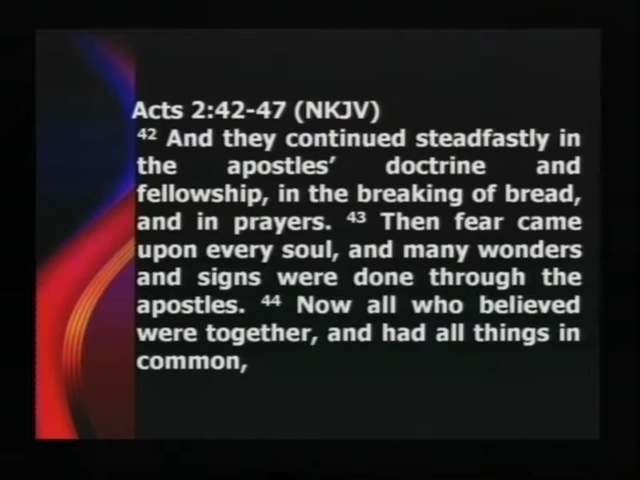 Acts 2:42-47 (NKJV)
42 And they continued steadfastly in
the apostles’ doctrine and
fellowship, in the breaking of bread,
and in prayers. 43 Then fear came
upon every soul, and many wonders
and signs were done through the
apostles. 44 Now all who believed
were together, and had all things in
common,